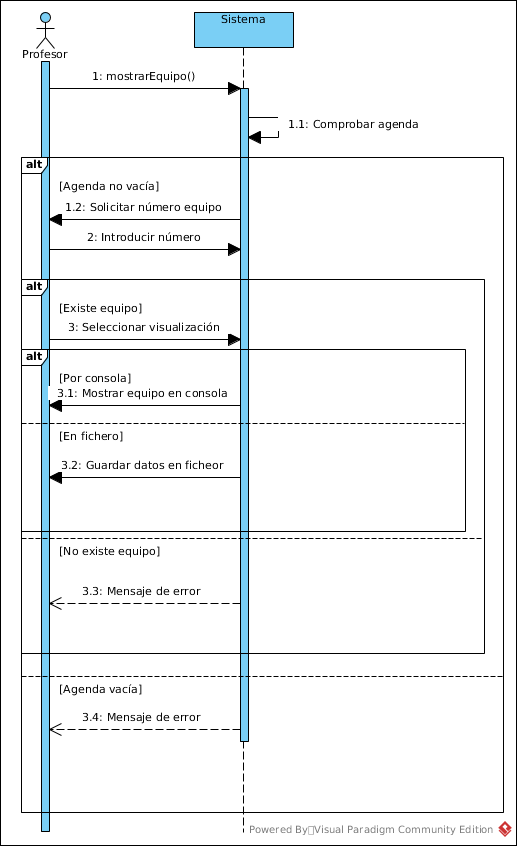 Sistema
Profesor
1: mostrarEquipo()
1.1: Comprobar agenda
alt
[Agenda no vacía]
1.2: Solicitar número equipo
2: Introducir número
alt
[Existe equipo]
3: Seleccionar visualización
alt
[Por consola]
3.1: Mostrar equipo en consola
[En fichero]
3.2: Guardar datos en ficheor
[No existe equipo]
3.3: Mensaje de error
[Agenda vacía]
3.4: Mensaje de error
Powered By Visual Paradigm Community Edition